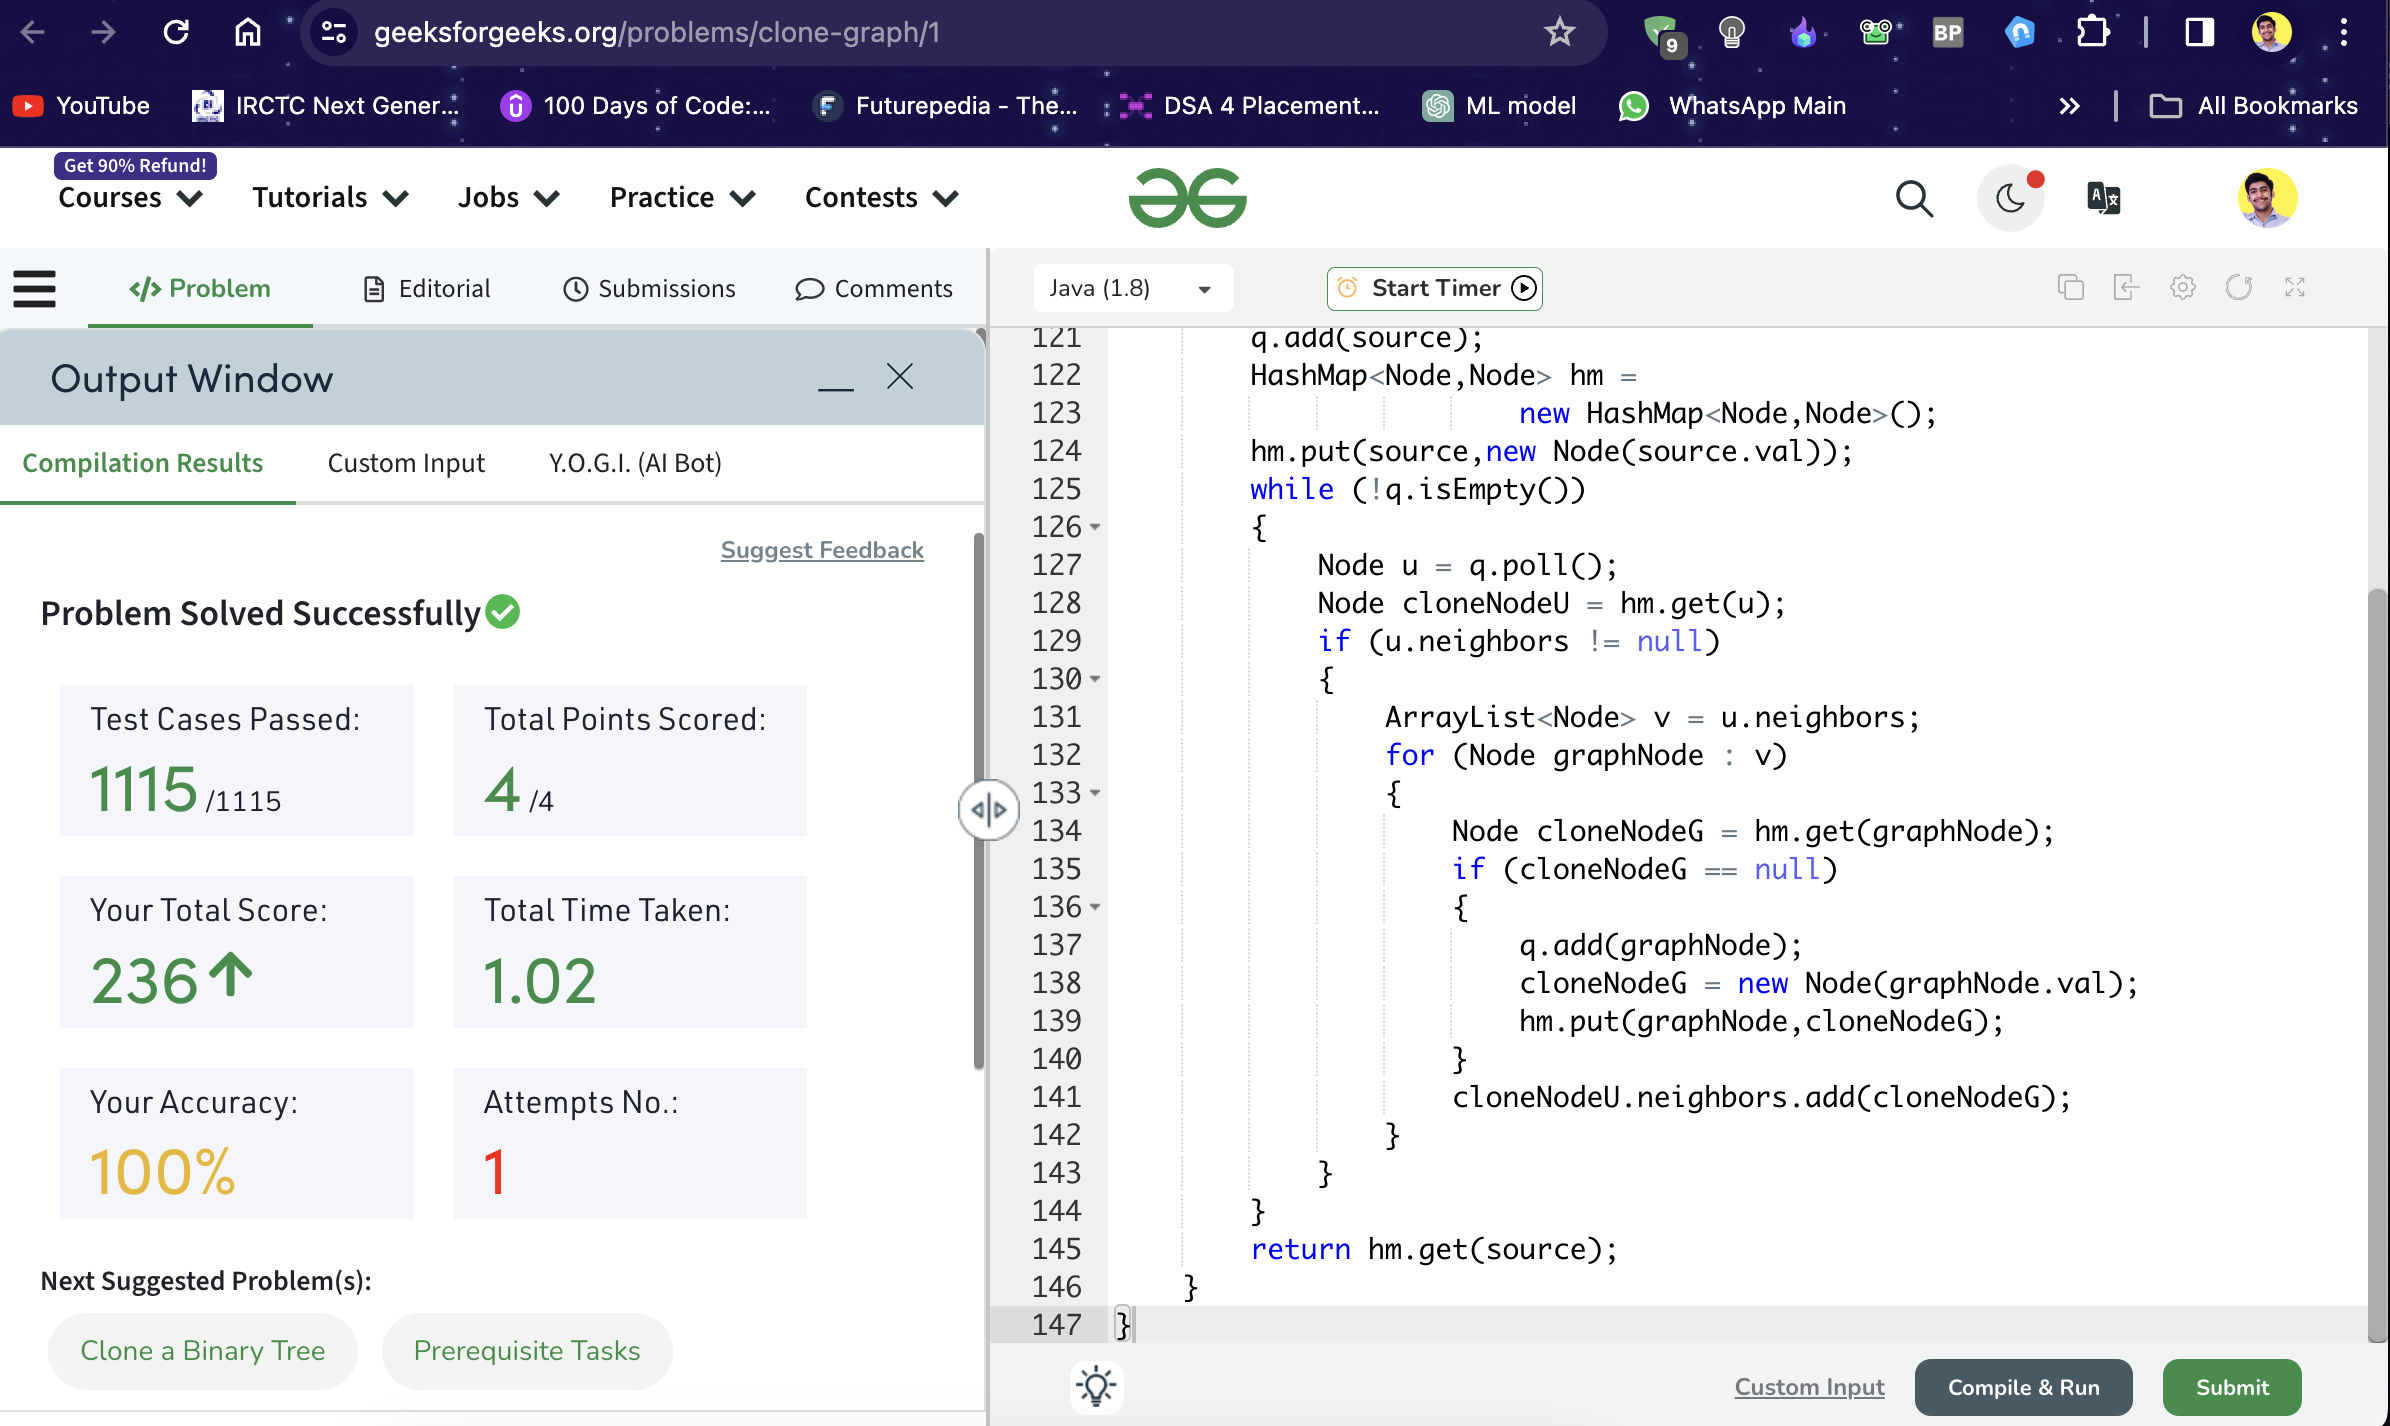 geeksforgeeks.org/problems/clone-graph/1
9
BP
YouTube
IRCTC Next Gener...
100 Days of Code:...
Futurepedia - The...
DSA 4 Placement...
ML model
WhatsApp Main
All Bookmarks
Get 90% Refund!
Courses
Tutorials
Jobs
Practice
Contests
Problem
Editorial
Submissions
Comments
Output Window
Compilation Results
Custom Input
Y.O.G.I. (AI Bot)
Suggest Feedback
Problem Solved Successfully
Test Cases Passed:
1115 /1115
Total Points Scored:
4 /4
Your Total Score:
236
Total Time Taken:
1.02
Your Accuracy:
100%
Attempts No.:
1
Next Suggested Problem(s):
Clone a Binary Tree
Prerequisite Tasks
Java (1.8)
Start Timer
121 q.add(source);
122 HashMap<Node,Node> hm =
123 new HashMap<Node,Node>();
124 hm.put(source,new Node(source.val));
125 while (!q.isEmpty())
126 {
127 Node u = q.poll();
128 Node cloneNodeU = hm.get(u);
129 if (u.neighbors != null)
130 {
131 ArrayList<Node> v = u.neighbors;
132 for (Node graphNode : v)
133 {
134 Node cloneNodeG = hm.get(graphNode);
135 if (cloneNodeG == null)
136 {
137 q.add(graphNode);
138 cloneNodeG = new Node(graphNode.val);
139 hm.put(graphNode,cloneNodeG);
140 }
141 cloneNodeU.neighbors.add(cloneNodeG);
142 }
143 }
144 }
145 return hm.get(source);
146 }
147 }
Custom Input
Compile & Run
Submit